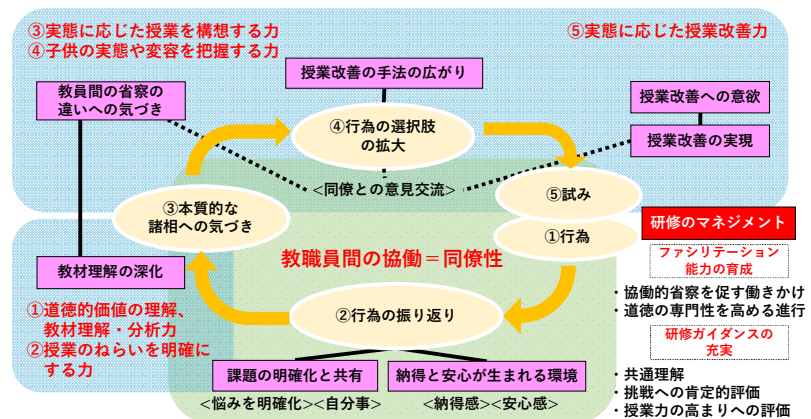 ③実態に応じた授業を構想する力
④子供の実態や変容を把握する力
⑤実態に応じた授業改善力
授業改善の手法の広がり
教員間の省察の
違いへの気づき
授業改善への意欲
授業改善の実現
④行為の選択肢
の拡大
<同僚との意見交流>
⑤試み
③本質的な
諸相への気づき
①行為
研修のマネジメント
教職員間の協働＝同僚性
ファシリテーション
能力の育成
教材理解の深化
・協働的省察を促す働きかけ
・道徳の専門性を高める進行
①道徳的価値の理解、
教材理解・分析力
②授業のねらいを明確に
する力
②行為の振り返り
研修ガイダンスの
充実
課題の明確化と共有
納得と安心が生まれる環境
<悩みを明確化><自分事>
<納得感><安心感>
・共通理解
・挑戦への肯定的評価
・授業力の高まりへの評価